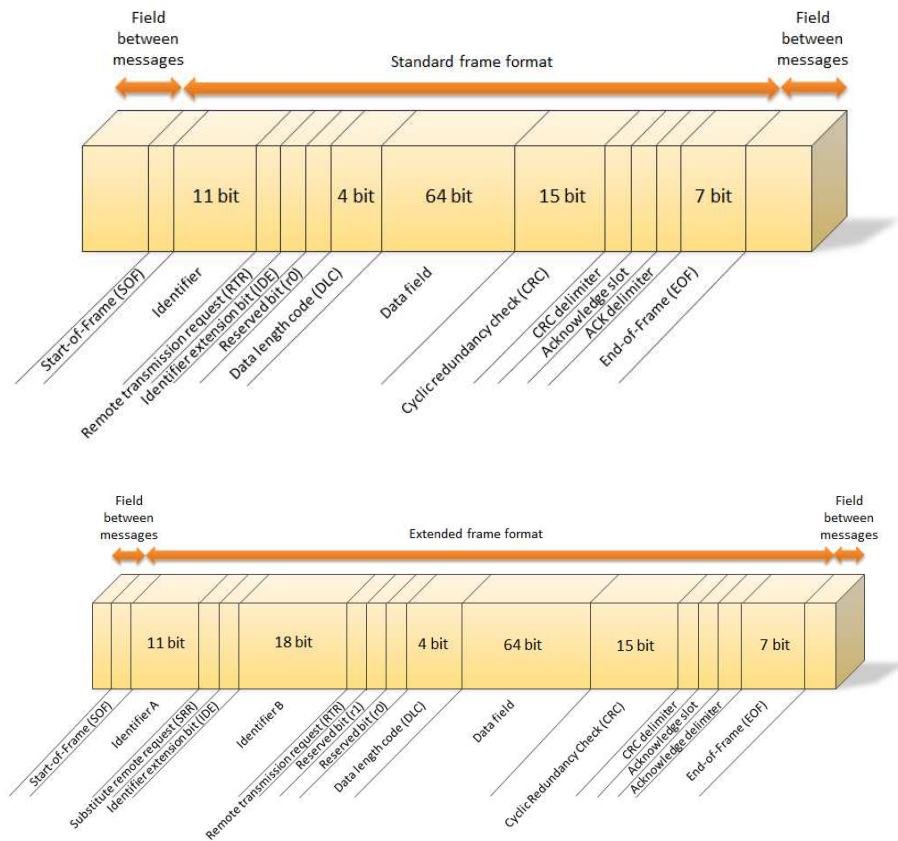 Field
between
messages
Standard frame format
Field
between
messages
11 bit
4 bit
64 bit
15 bit
7 bit
Start-of-Frame (SOF)
Identifier
Remote transmission request (RTR)
Identifier extension bit (IDE)
Reserved bit (r0)
Data length code (DLC)
Data field
Cyclic redundancy check (CRC)
CRC delimiter
Acknowledge slot
ACK delimiter
End-of-Frame (EOF)
Field
between
messages
Extended frame format
Field
between
messages
11 bit
18 bit
4 bit
64 bit
15 bit
7 bit
Start-of-Frame (SOF)
Identifier A
Substitute remote request (SRR)
Identifier extension bit (IDE)
Identifier B
Remote transmission request (RTR)
Reserved bit (r1)
Reserved bit (r0)
Data length code (DLC)
Data field
Cyclic Redundancy Check (CRC)
CRC delimiter
Acknowledge slot
Acknowledge delimiter
End-of-Frame (EOF)